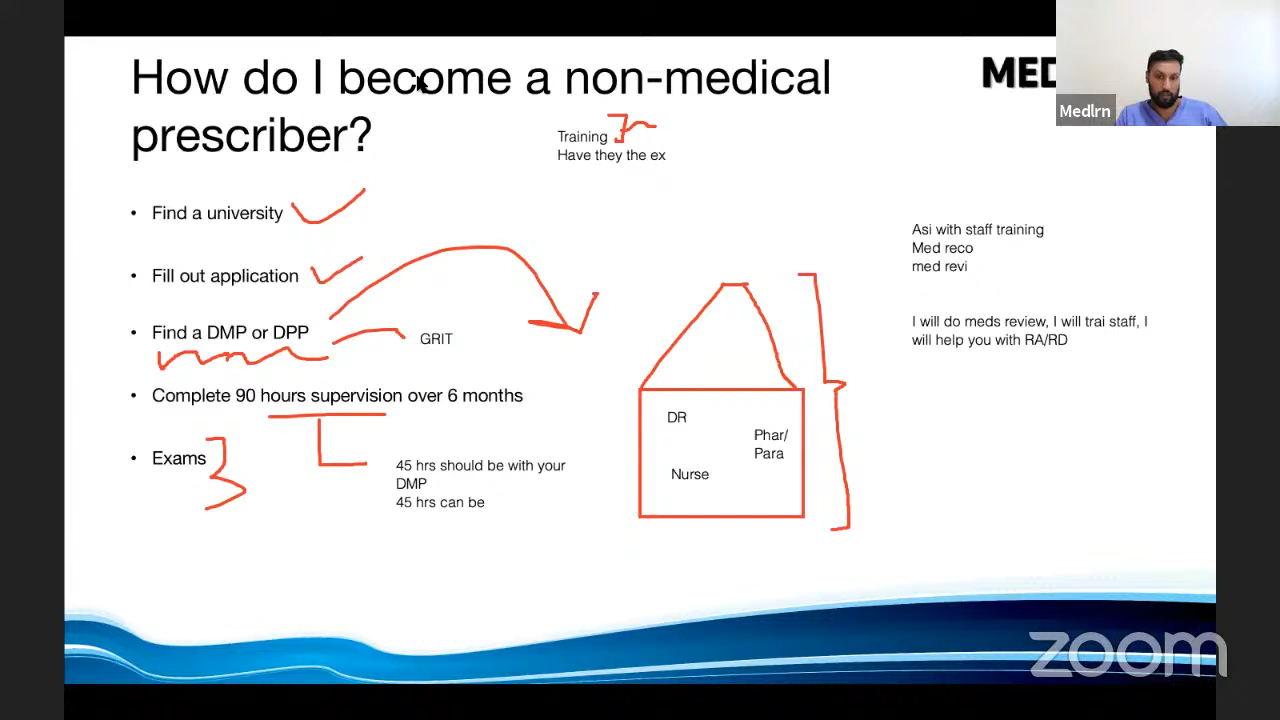 How do I become a non-medical
prescriber?
MED
Medlrn
Training
Have they the ex
• Find a university
• Fill out application
• Find a DMP or DPP
GRIT
• Complete 90 hours supervision over 6 months
• Exams
45 hrs should be with your
DMP
45 hrs can be
DR
Phar/
Para
Nurse
Asi with staff training
Med reco
med revi
I will do meds review, I will trai staff, I
will help you with RA/RD
zoom